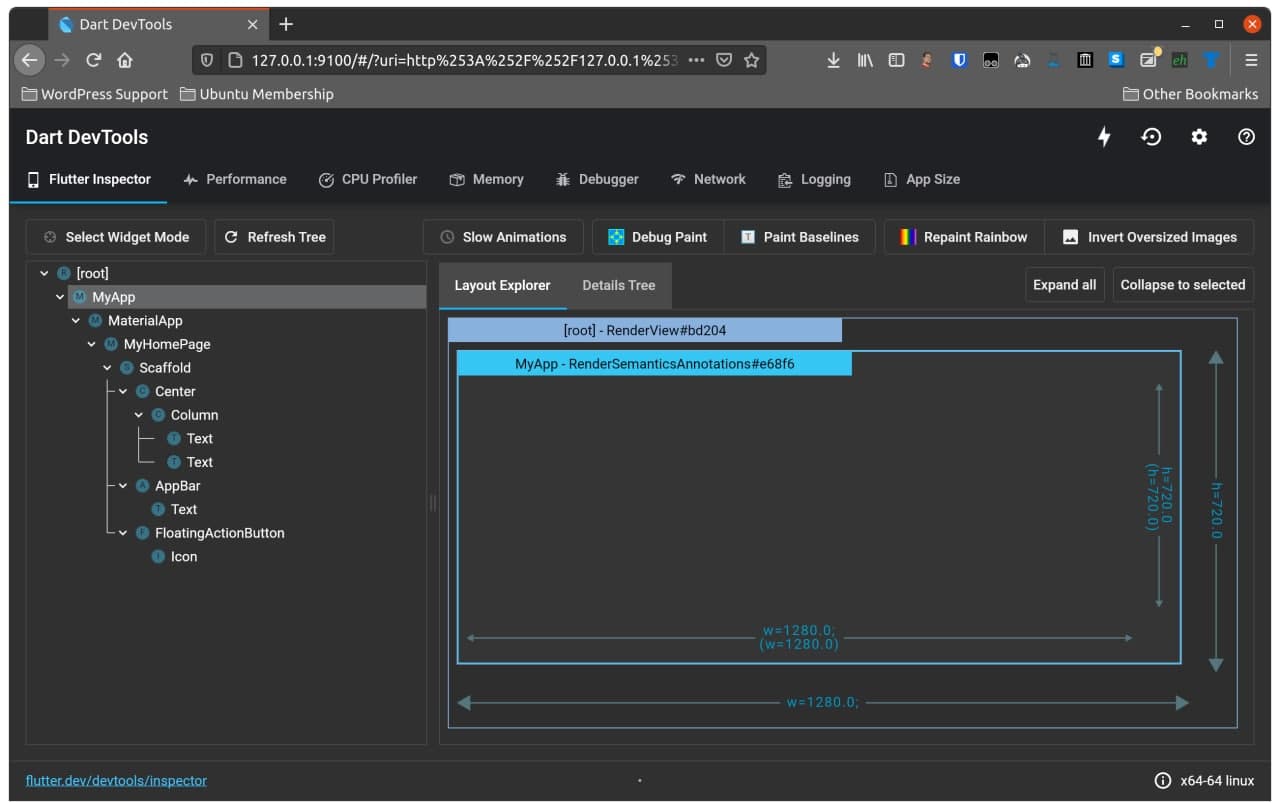 Dart DevTools
127.0.0.1:9100/#/?uri=http%253A%252F%252F127.0.0.1%253
S
eh
WordPress Support Ubuntu Membership Other Bookmarks
Dart DevTools
Flutter Inspector Performance CPU Profiler Memory Debugger Network Logging App Size
Select Widget Mode Refresh Tree Slow Animations Debug Paint T Paint Baselines Repaint Rainbow Invert Oversized Images
R [root]
M MyApp
M MaterialApp
M MyHomePage
S Scaffold
C Center
C Column
T Text
T Text
A AppBar
T Text
F FloatingActionButton
I Icon
Layout Explorer Details Tree Expand all Collapse to selected
[root] - RenderView#bd204
MyApp - RenderSemanticsAnnotations#e68f6
h=720.0
(h=720.0)
h=720.0
w=1280.0;
(w=1280.0)
w=1280.0;
flutter.dev/devtools/inspector x64-64 linux